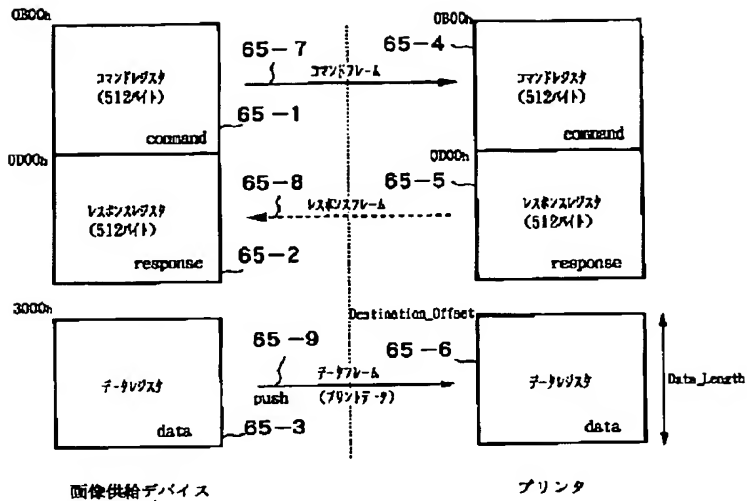 0B00h
コマンドレジスタ
(512バイト)
command
65-1
65-7
コマンドフレーム
0B00h
65-4
コマンドレジスタ
(512バイト)
command
0D00h
レスポンスレジスタ
(512バイト)
response
65-2
65-8
レスポンスフレーム
0D00h
65-5
レスポンスレジスタ
(512バイト)
response
3000h
データレジスタ
data
65-3
65-9
データフレーム
push
(プリントデータ)
Destination_Offset
65-6
データレジスタ
data
Data_Length
画像供給デバイス
プリンタ